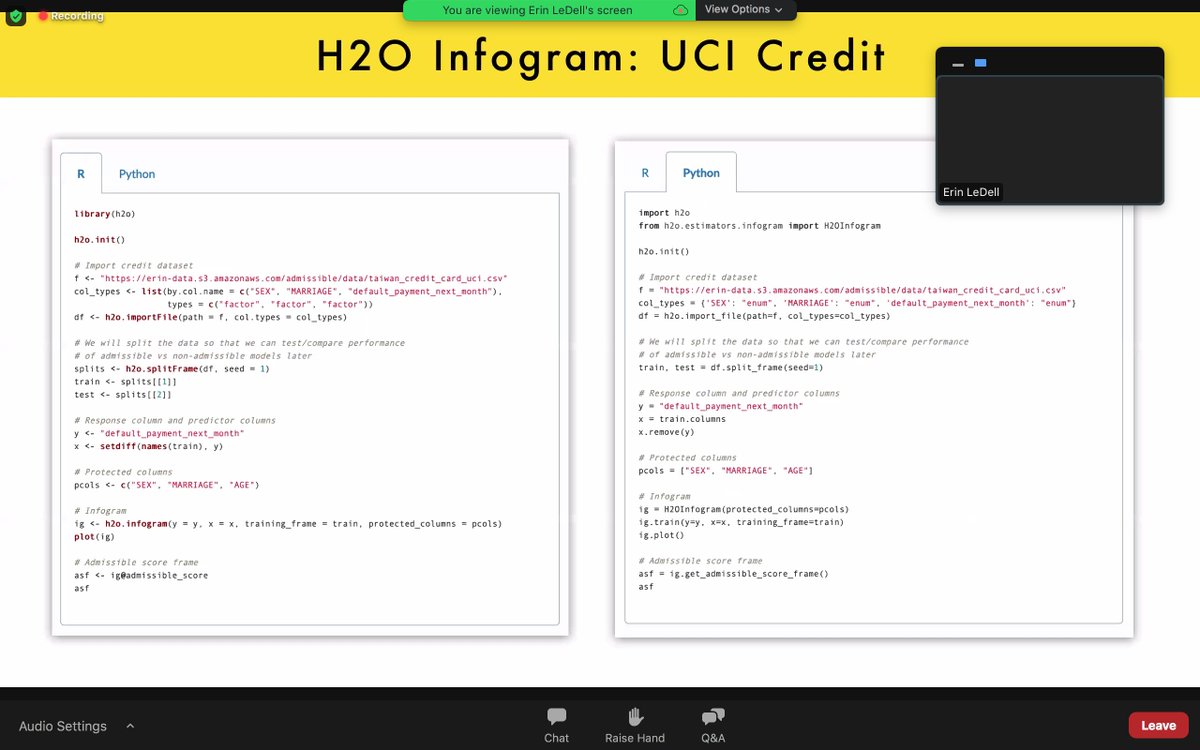 Recording
You are viewing Erin LeDell's screen
View Options
H2O Infogram: UCI Credit
Erin LeDell
R Python
library(h2o)
h2o.init()
# Import credit dataset
f <- "https://erin-data.s3.amazonaws.com/admissible/data/taiwan_credit_card_uci.csv"
col_types <- list(by.col.name = c("SEX", "MARRIAGE", "default_payment_next_month"),
types = c("factor", "factor", "factor"))
df <- h2o.importFile(path = f, col.types = col_types)
# We will split the data so that we can test/compare performance
# of admissible vs non-admissible models later
splits <- h2o.splitFrame(df, seed = 1)
train <- splits[[1]]
test <- splits[[2]]
# Response column and predictor columns
y <- "default_payment_next_month"
x <- setdiff(names(train), y)
# Protected columns
pcols <- c("SEX", "MARRIAGE", "AGE")
# Infogram
ig <- h2o.infogram(y = y, x = x, training_frame = train, protected_columns = pcols)
plot(ig)
# Admissible score frame
asf <- ig@admissible_score
asf
R Python
import h2o
from h2o.estimators.infogram import H2OInfogram
h2o.init()
# Import credit dataset
f = "https://erin-data.s3.amazonaws.com/admissible/data/taiwan_credit_card_uci.csv"
col_types = {'SEX': "enum", 'MARRIAGE': "enum", 'default_payment_next_month': "enum"}
df = h2o.import_file(path=f, col_types=col_types)
# We will split the data so that we can test/compare performance
# of admissible vs non-admissible models later
train, test = df.split_frame(seed=1)
# Response column and predictor columns
y = "default_payment_next_month"
x = train.columns
x.remove(y)
# Protected columns
pcols = ["SEX", "MARRIAGE", "AGE"]
# Infogram
ig = H2OInfogram(protected_columns=pcols)
ig.train(y=y, x=x, training_frame=train)
ig.plot()
# Admissible score frame
asf = ig.get_admissible_score_frame()
asf
Audio Settings
Chat
Raise Hand
Q&A
Leave